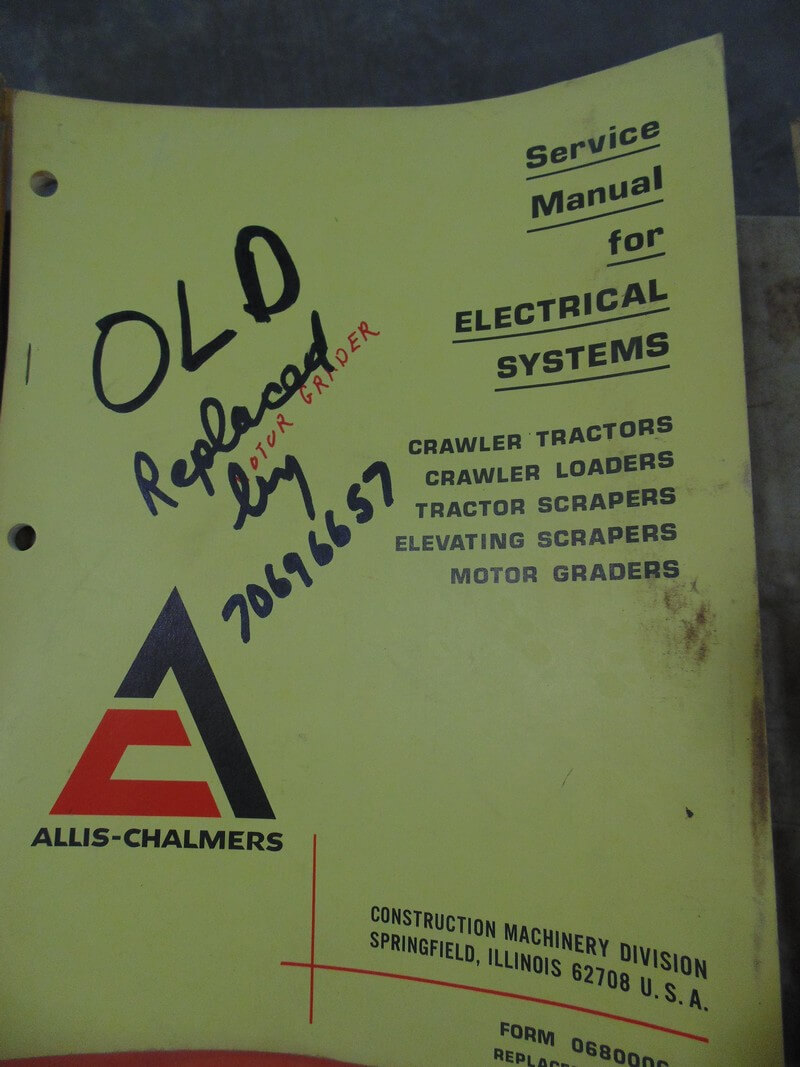 Service
Manual
for
ELECTRICAL
SYSTEMS
OLD
Replaced
MOTOR GRADER
by
70696657
CRAWLER TRACTORS
CRAWLER LOADERS
TRACTOR SCRAPERS
ELEVATING SCRAPERS
MOTOR GRADERS
ALLIS-CHALMERS
CONSTRUCTION MACHINERY DIVISION
SPRINGFIELD, ILLINOIS 62708 U. S. A.
FORM